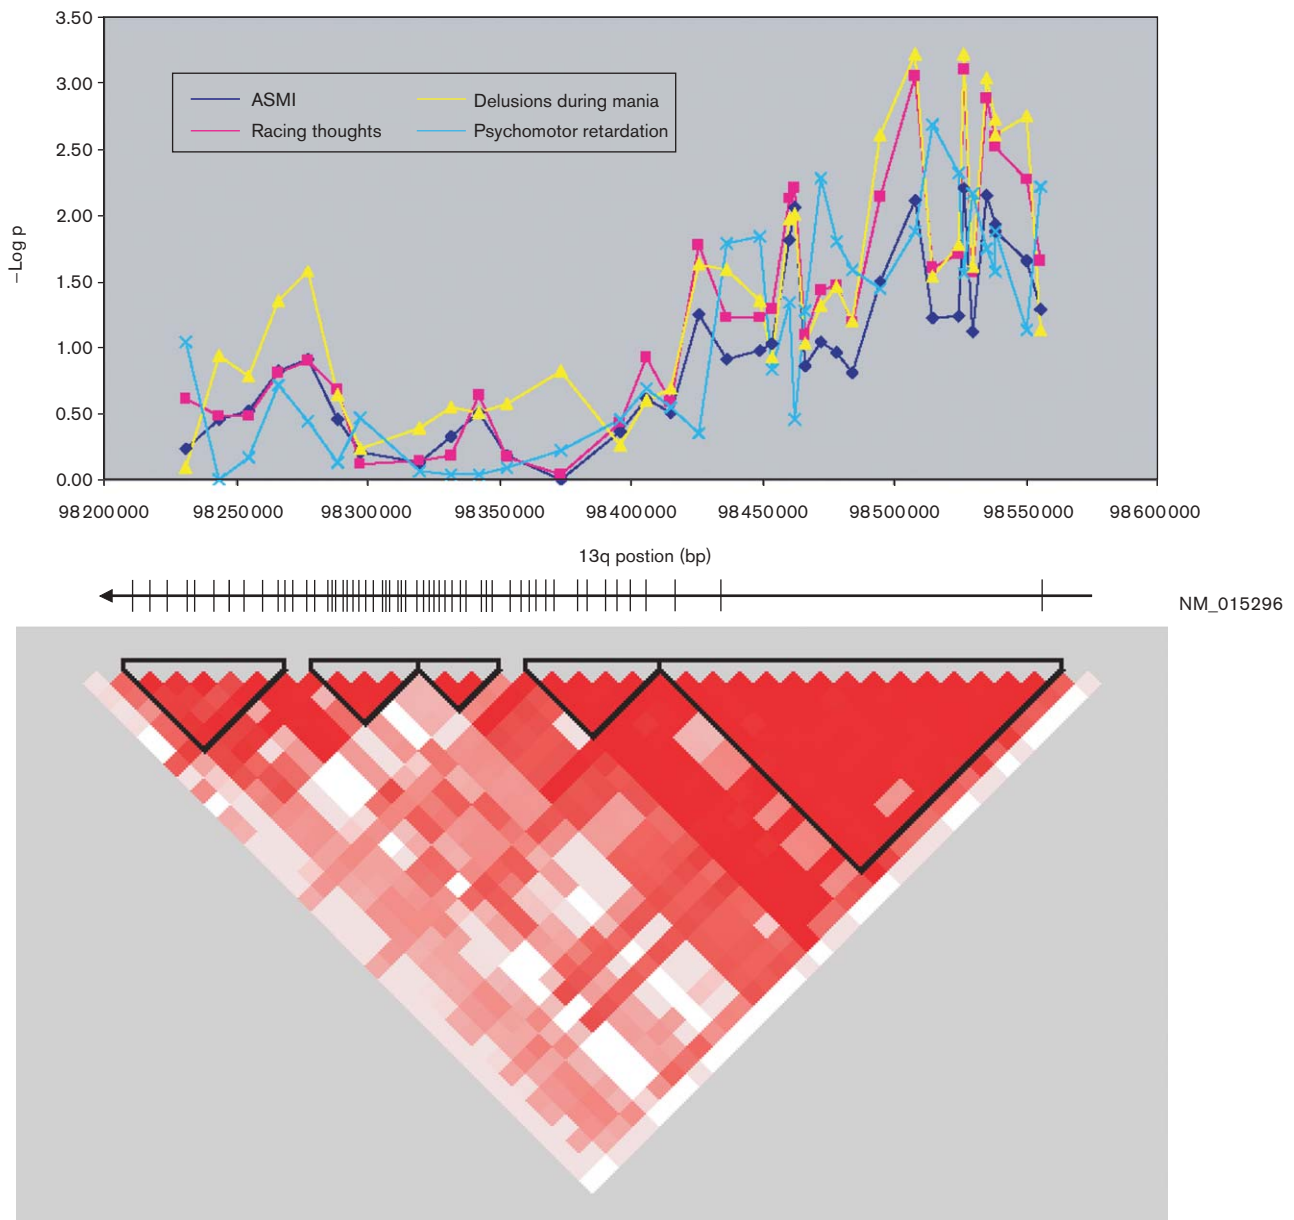 3.50
3.00
2.50
2.00
1.50
1.00
0.50
0.00
−Log p
ASMI
Delusions during mania
Racing thoughts
Psychomotor retardation
98200000 98250000 98300000 98350000 98400000 98450000 98500000 98550000 98600000
13q postion (bp)
NM_015296